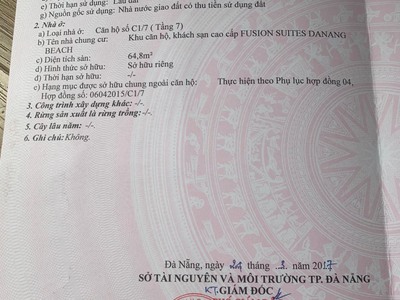 e) Thời hạn sử dụng: Lâu dài
g) Nguồn gốc sử dụng: Nhà nước giao đất có thu tiền sử dụng đất
2. Nhà ở:
a) Loại nhà ở: Căn hộ số C1/7 ( Tầng 7)
b) Tên nhà chung cư: Khu căn hộ, khách sạn cao cấp FUSION SUITES DANANG
BEACH
c) Diện tích sàn: 64,8m²
d) Hình thức sở hữu: Sở hữu riêng
đ) Thời hạn sở hữu: -/-
e) Hạng mục được sở hữu chung ngoài căn hộ: Thực hiện theo Phụ lục hợp đồng 04,
Hợp đồng số: 06042015/C1/7
3. Công trình xây dựng khác: -/-
4. Rừng sản xuất là rừng trồng: -/-
5. Cây lâu năm: -/-
6. Ghi chú: Không.
Đà Nẵng, ngày 24 tháng 3 năm 2017
SỞ TÀI NGUYÊN VÀ MÔI TRƯỜNG TP. ĐÀ NẴNG
KT.GIÁM ĐỐC